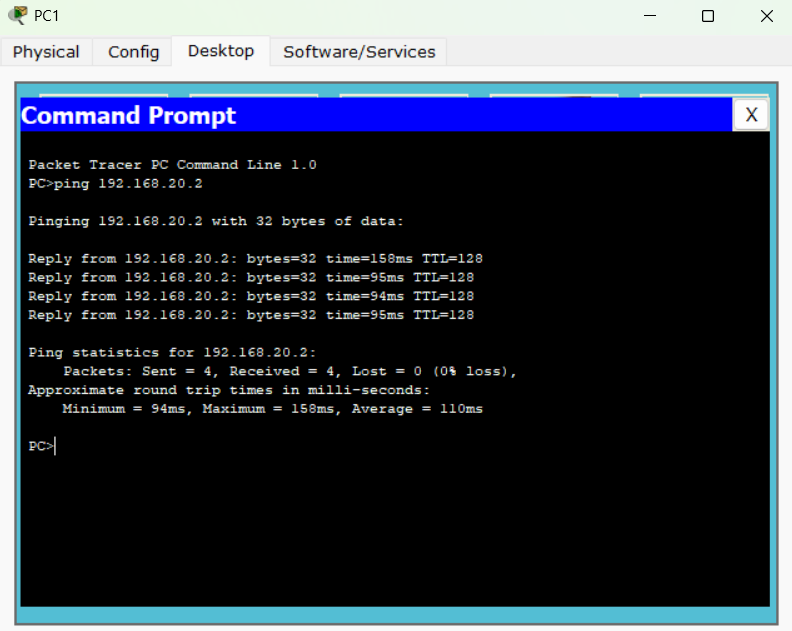 PC1
Physical Config Desktop Software/Services
Command Prompt X
Packet Tracer PC Command Line 1.0
PC>ping 192.168.20.2
Pinging 192.168.20.2 with 32 bytes of data:
Reply from 192.168.20.2: bytes=32 time=158ms TTL=128
Reply from 192.168.20.2: bytes=32 time=95ms TTL=128
Reply from 192.168.20.2: bytes=32 time=94ms TTL=128
Reply from 192.168.20.2: bytes=32 time=95ms TTL=128
Ping statistics for 192.168.20.2:
    Packets: Sent = 4, Received = 4, Lost = 0 (0% loss),
Approximate round trip times in milli-seconds:
    Minimum = 94ms, Maximum = 158ms, Average = 110ms
PC>